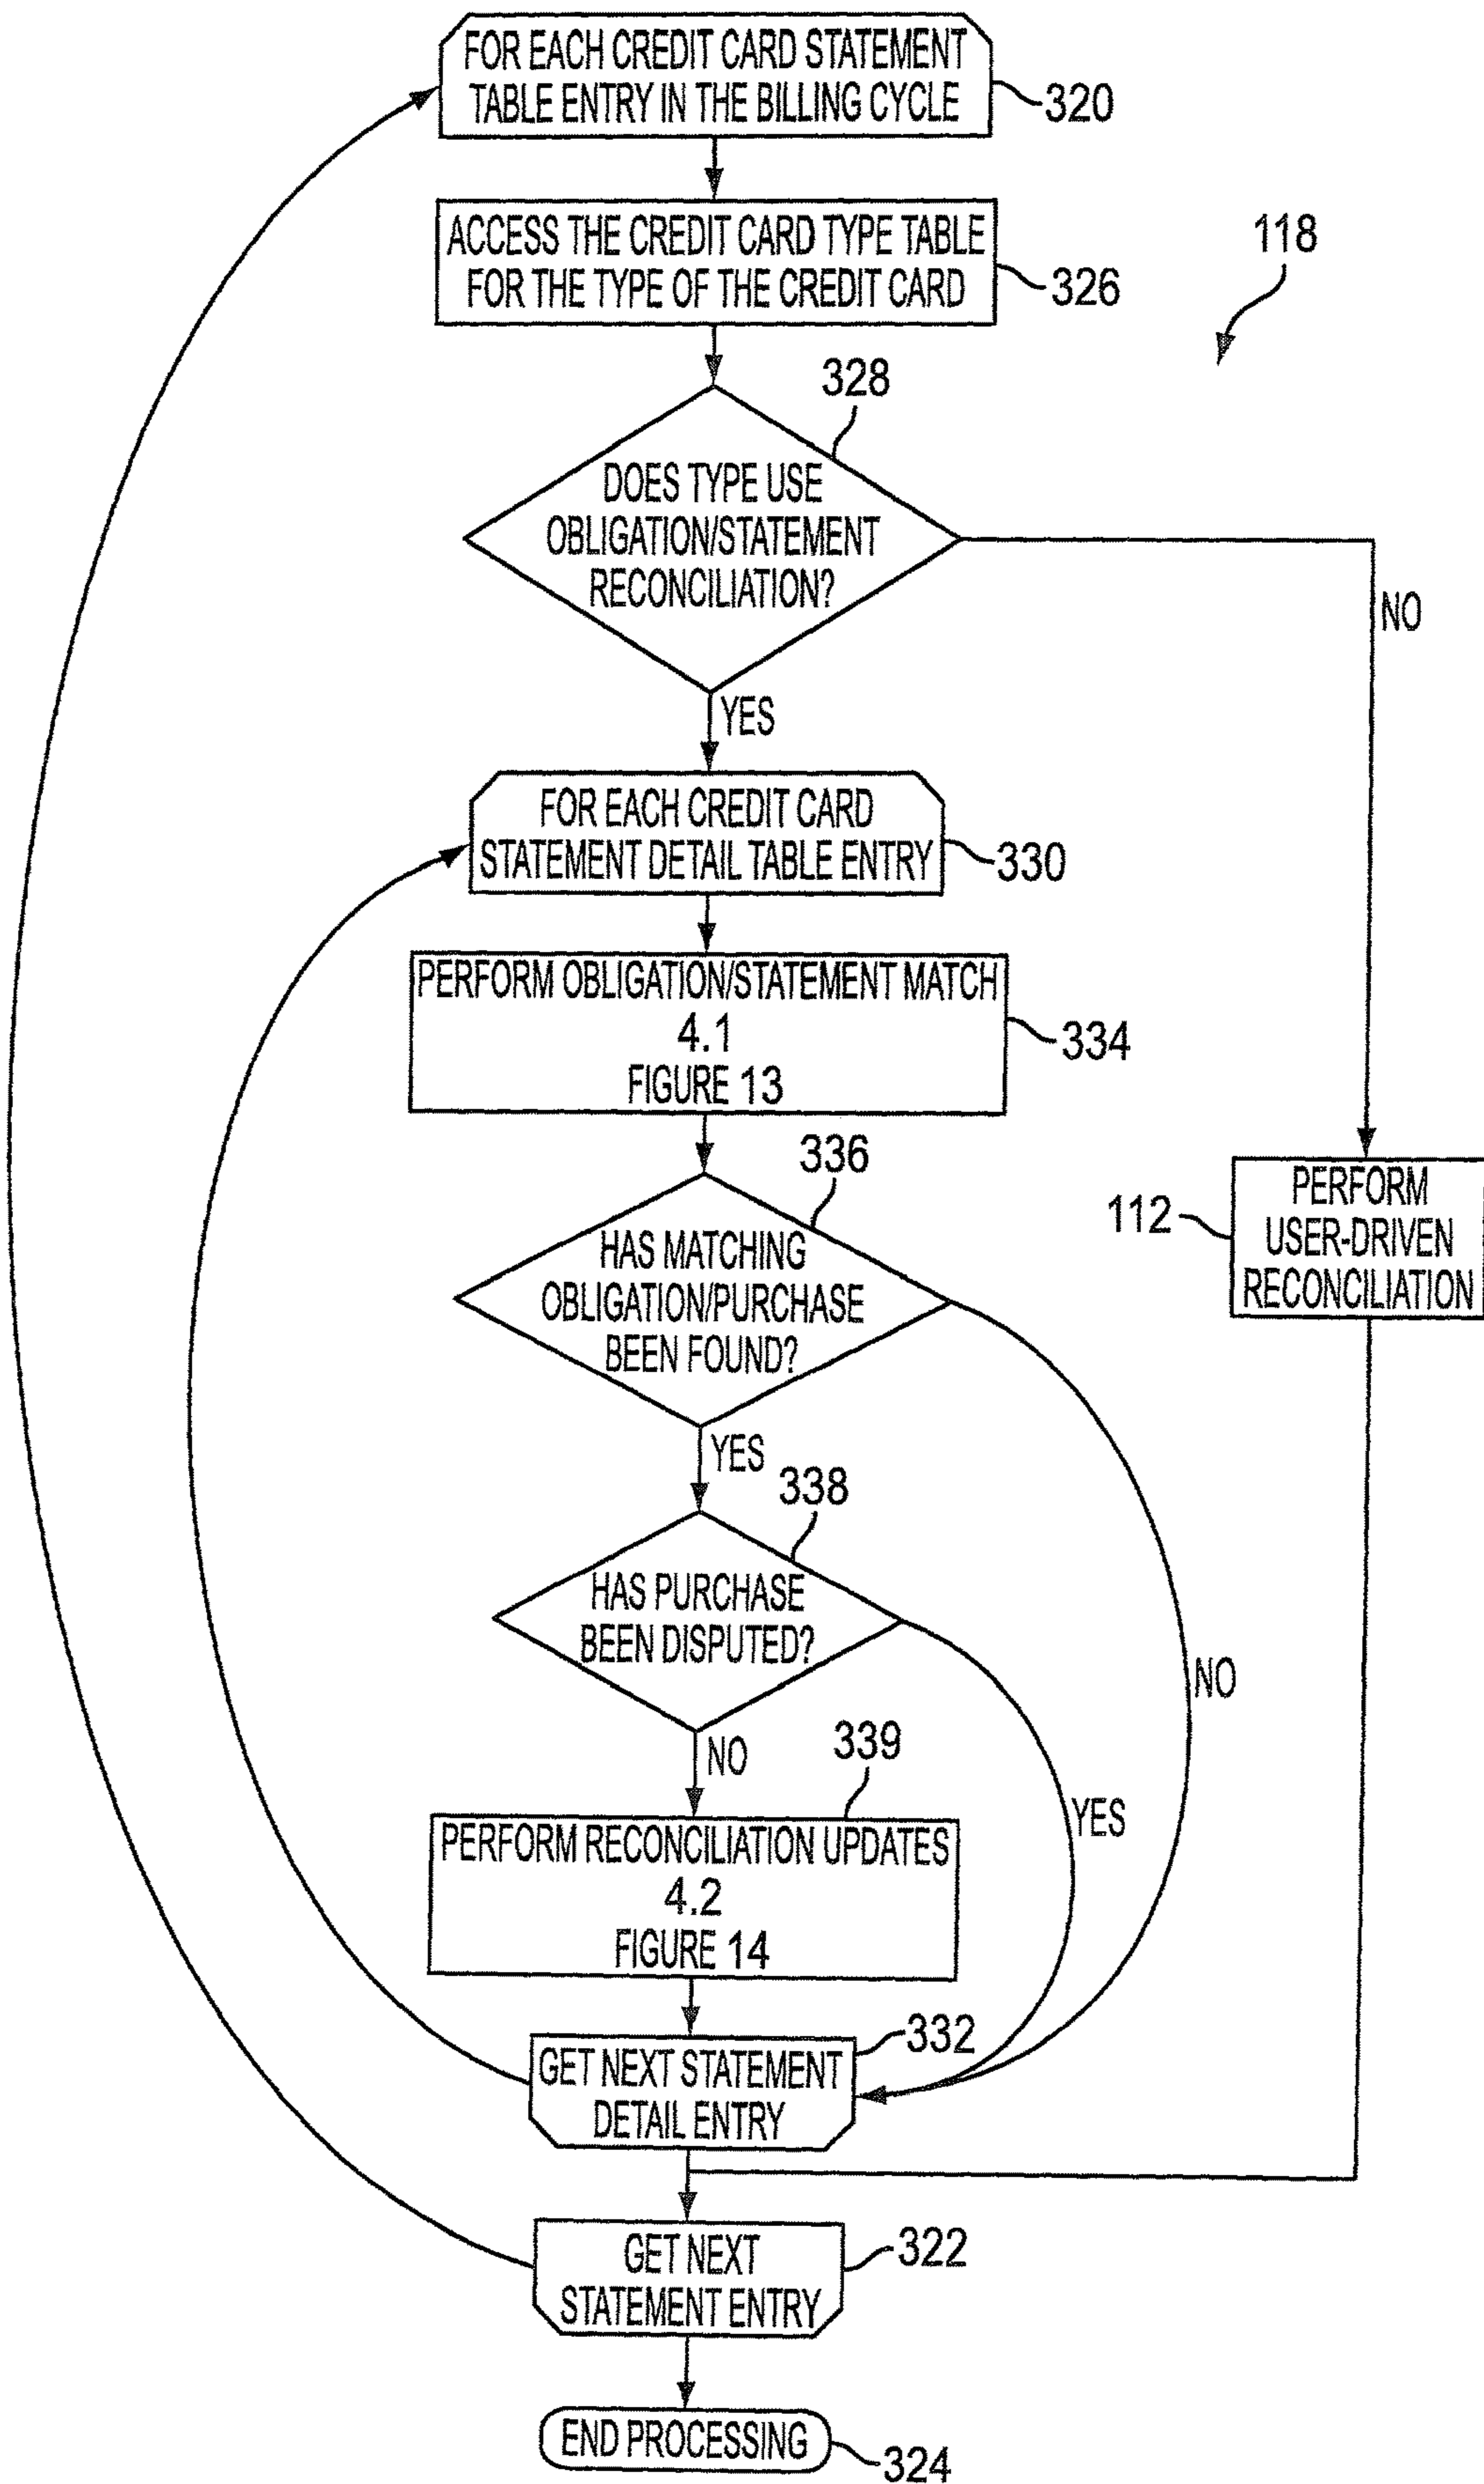 FOR EACH CREDIT CARD STATEMENT
TABLE ENTRY IN THE BILLING CYCLE
320
ACCESS THE CREDIT CARD TYPE TABLE
FOR THE TYPE OF THE CREDIT CARD
326
118
328
DOES TYPE USE
OBLIGATION/STATEMENT
RECONCILIATION?
NO
YES
FOR EACH CREDIT CARD
STATEMENT DETAIL TABLE ENTRY
330
PERFORM OBLIGATION/STATEMENT MATCH
4.1
FIGURE 13
334
336
HAS MATCHING
OBLIGATION/PURCHASE
BEEN FOUND?
112
PERFORM
USER-DRIVEN
RECONCILIATION
YES
338
HAS PURCHASE
BEEN DISPUTED?
NO
NO
339
YES
PERFORM RECONCILIATION UPDATES
4.2
FIGURE 14
332
GET NEXT STATEMENT
DETAIL ENTRY
GET NEXT
STATEMENT ENTRY
322
END PROCESSING
324